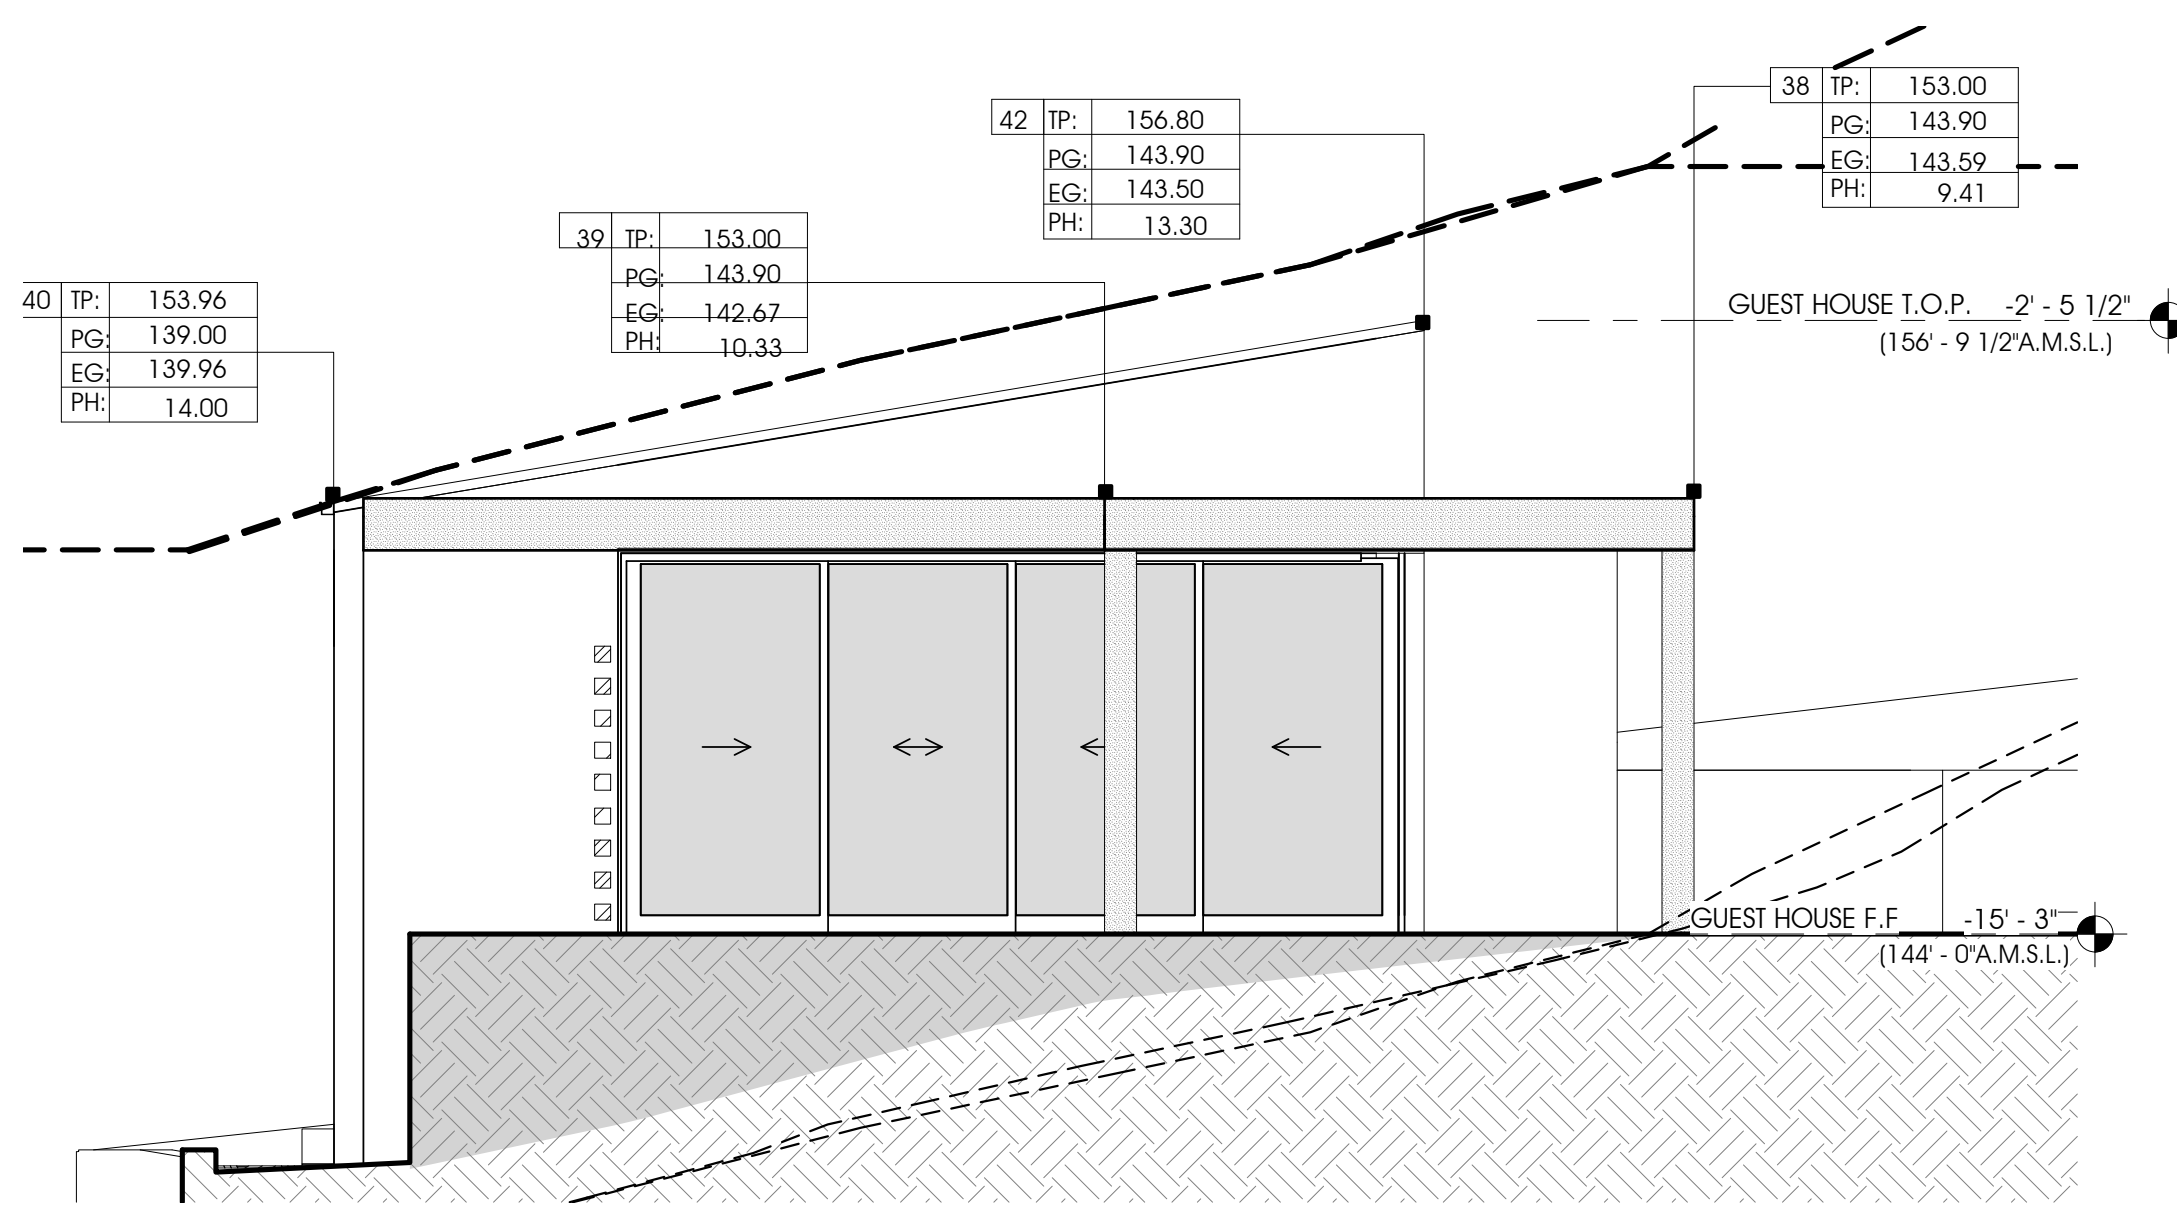 38 TP: 153.00
PG: 143.90
EG: 143.59
PH: 9.41
42 TP: 156.80
PG: 143.90
EG: 143.50
PH: 13.30
39 TP: 153.00
PG: 143.90
EG: 142.67
PH: 10.33
40 TP: 153.96
PG: 139.00
EG: 139.96
PH: 14.00
GUEST HOUSE T.O.P. -2' - 5 1/2"
(156' - 9 1/2"A.M.S.L.)
GUEST HOUSE F.F -15' - 3"
(144' - 0"A.M.S.L.)